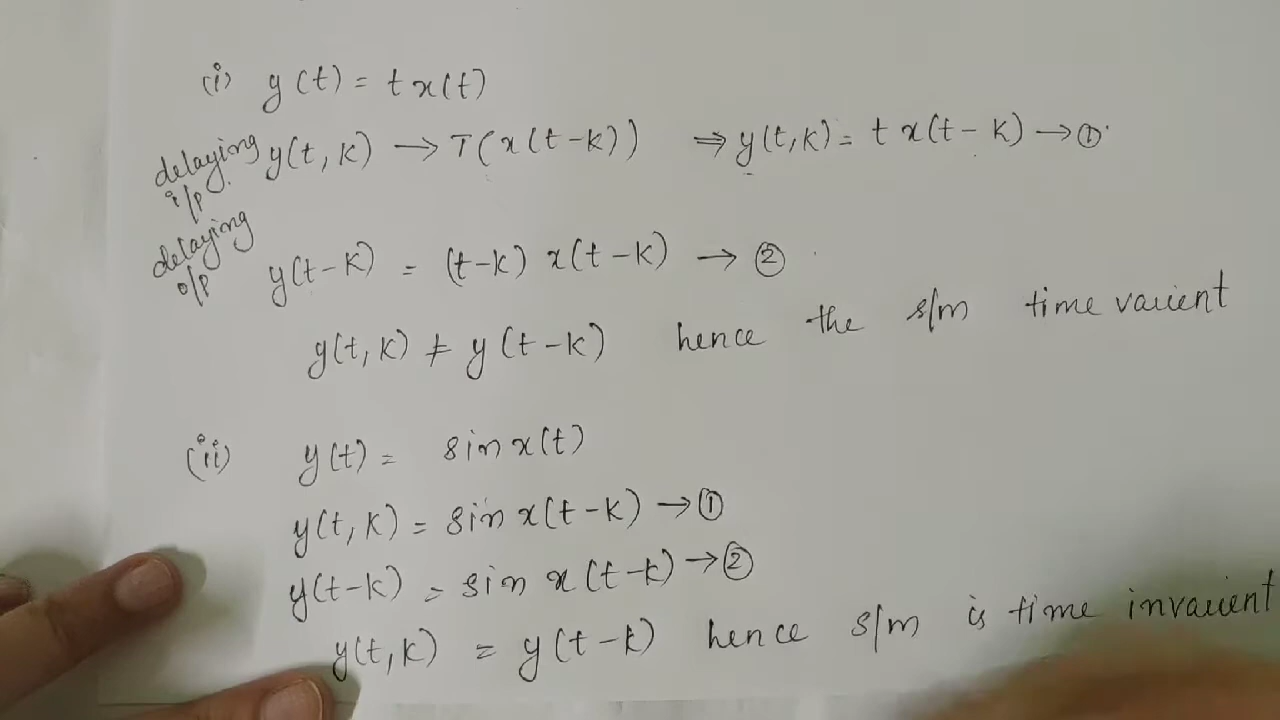 (i) y(t) = t x(t)
delaying i/p y(t, k) → T(x(t-k)) ⇒ y(t,k) = t x(t-k) → ①
delaying o/p y(t-k) = (t-k) x(t-k) → ②
y(t,k) ≠ y(t-k) hence the s/m time varient
(ii) y(t) = sin x(t)
y(t, k) = sin x(t-k) → ①
y(t-k) = sin x(t-k) → ②
y(t,k) = y(t-k) hence s/m is time invarient